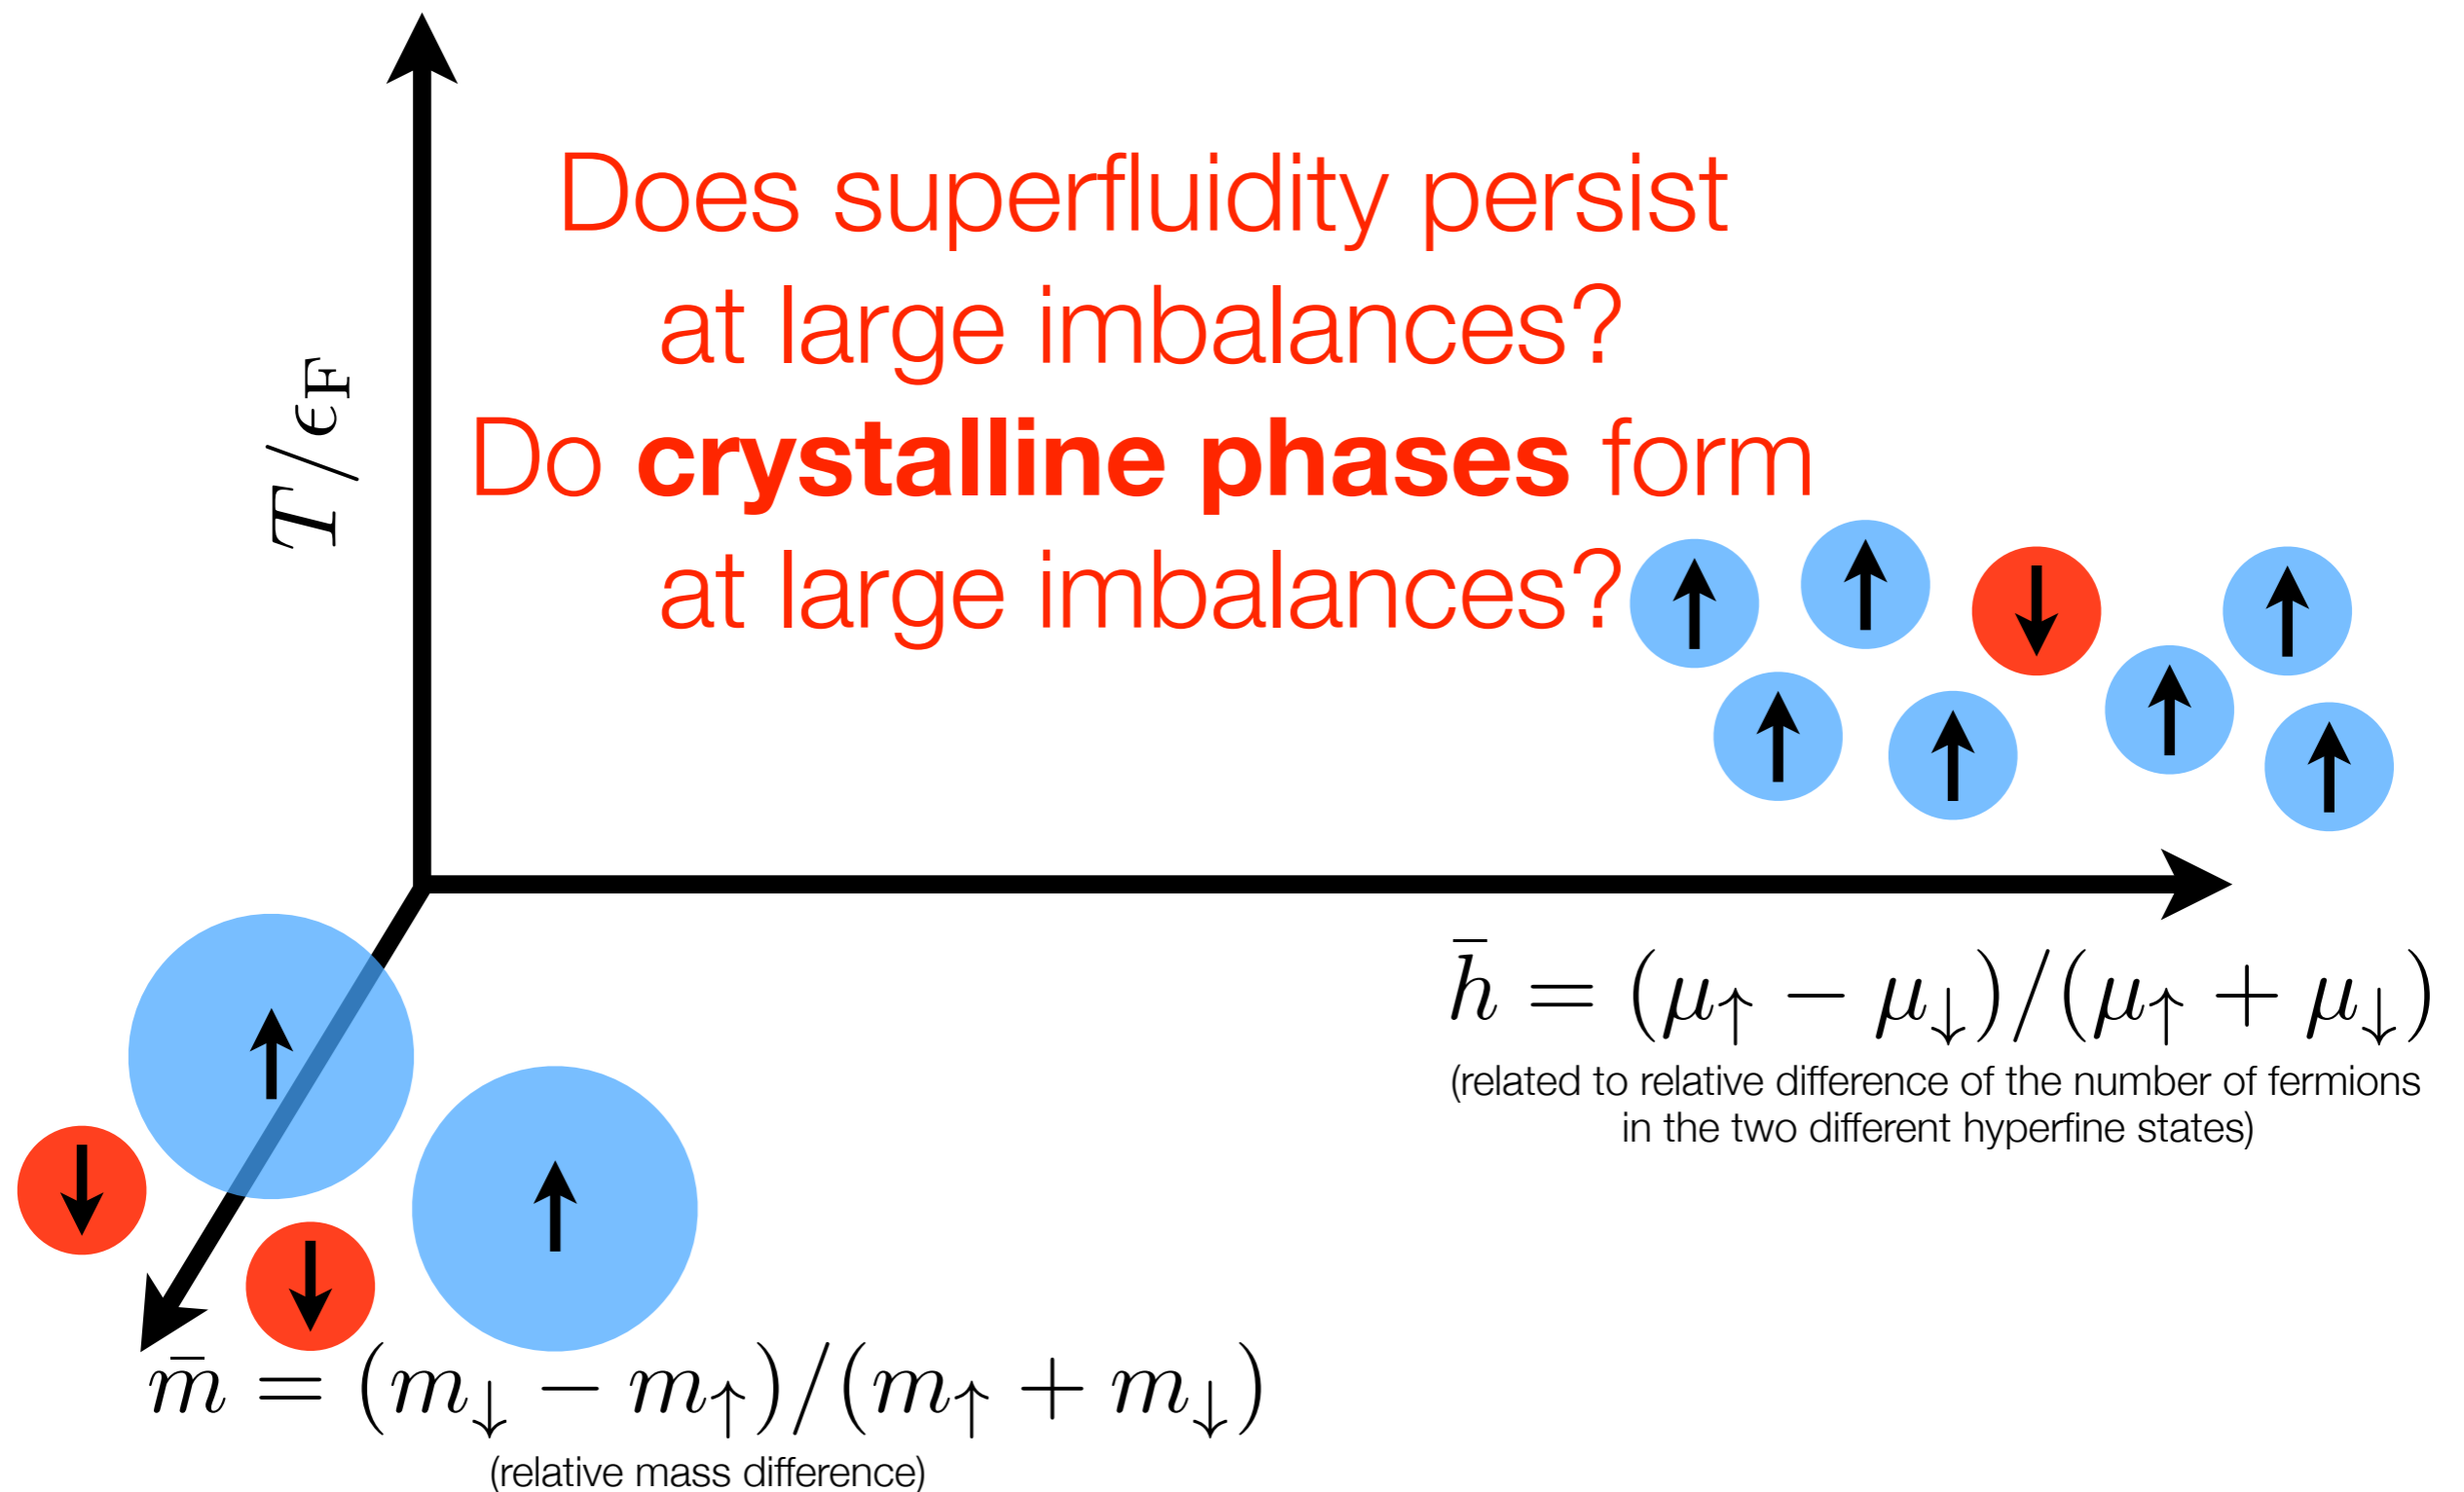 Does superfluidity persist
at large imbalances?
T/ϵF
Do crystalline phases form
at large imbalances?
h̄ = (μ↑ − μ↓)/(μ↑ + μ↓)
(related to relative difference of the number of fermions
in the two different hyperfine states)
m̄ = (m↓ − m↑)/(m↑ + m↓)
(relative mass difference)